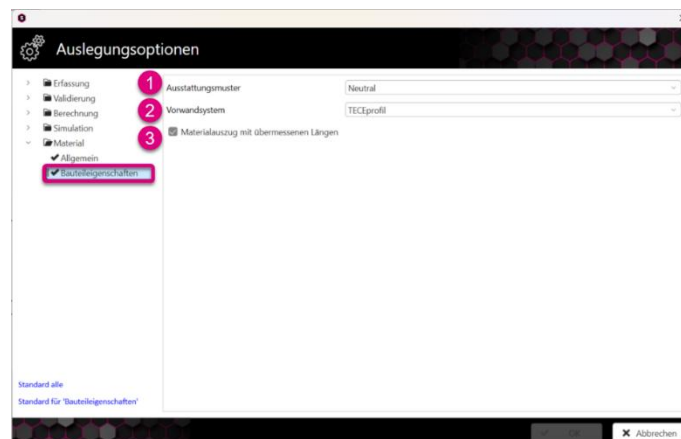 Auslegungsoptionen
Erfassung
Validierung
Berechnung
Simulation
Material
Allgemein
Bauteileigenschaften
1 Ausstattungsmuster Neutral
2 Vorwandsystem TECEprofil
3 Materialauszug mit übermessenen Längen
Standard alle
Standard für 'Bauteileigenschaften'
OK Abbrechen